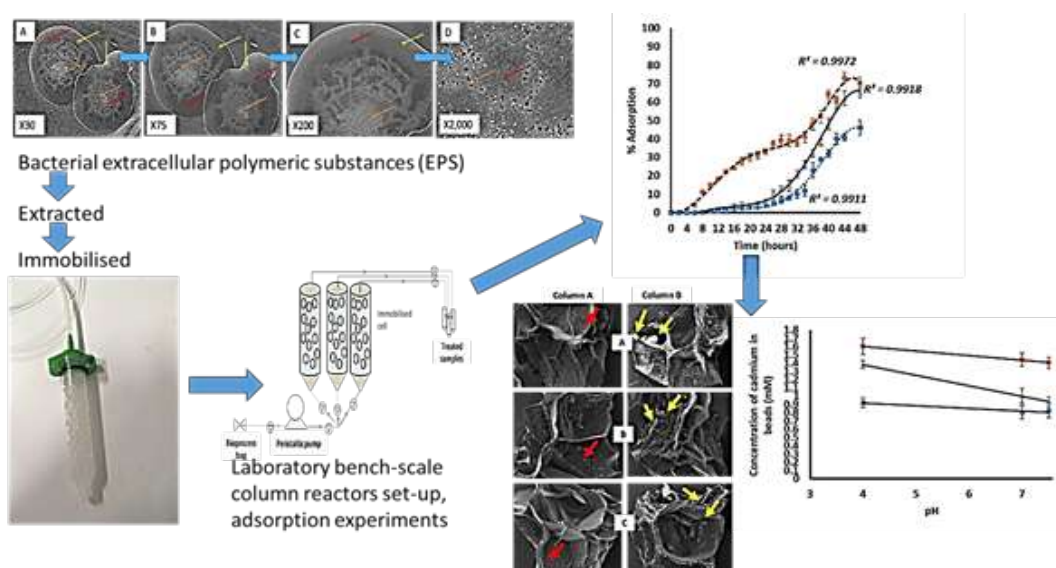 A
B
C
D
X30
X75
X200
X2,000
Bacterial extracellular polymeric substances (EPS)
Extracted
Immobilised
Immobilised
cell
Treated
samples
Peristaltic pump
bag
Laboratory bench-scale
column reactors set-up,
adsorption experiments
% Adsorption
100
90
80
70
60
50
40
30
20
10
0
R² = 0.9972
R² = 0.9918
R² = 0.9911
0 4 8 12 16 20 24 28 32 36 40 44 48
Time (hours)
Column A
Column B
A
B
C
Concentration of cadmium in
beads (mM)
3 4 5 6 7
pH